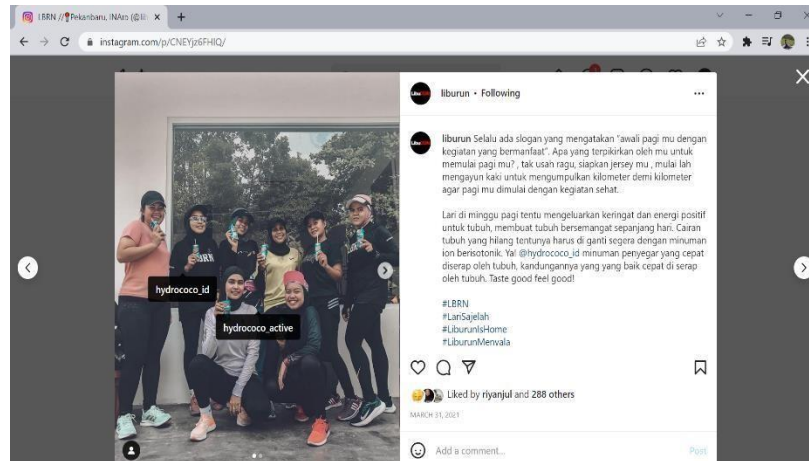 LBRN // Pekanbaru, INAro (@lib
instagram.com/p/CNEYjz6FHlQ/
liburun • Following
liburun Selalu ada slogan yang mengatakan "awali pagi mu dengan
kegiatan yang bermanfaat". Apa yang terpikirkan oleh mu untuk
memulai pagi mu? , tak usah ragu, siapkan jersey mu , mulai lah
mengayun kaki untuk mengumpulkan kilometer demi kilometer
agar pagi mu dimulai dengan kegiatan sehat.
Lari di minggu pagi tentu mengeluarkan keringat dan energi positif
untuk tubuh, membuat tubuh bersemangat sepanjang hari. Cairan
tubuh yang hilang tentunya harus di ganti segera dengan minuman
ion berisotonik. Ya! @hydrococo_id minuman penyegar yang cepat
diserap oleh tubuh, kandungannya yang yang baik cepat di serap
oleh tubuh. Taste good feel good!
#LBRN
#LariSajelah
#LiburunIsHome
#LiburunMenyala
hydrococo_id
hydrococo_active
Liked by riyanjul and 288 others
MARCH 31, 2021
Add a comment...
Post